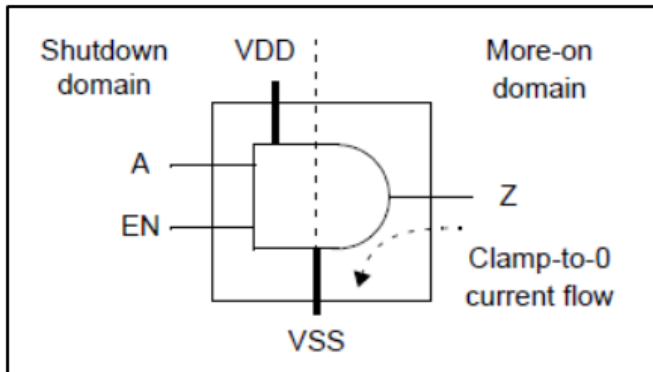 Shutdown
domain
VDD
More-on
domain
A
EN
Z
Clamp-to-0
current flow
VSS